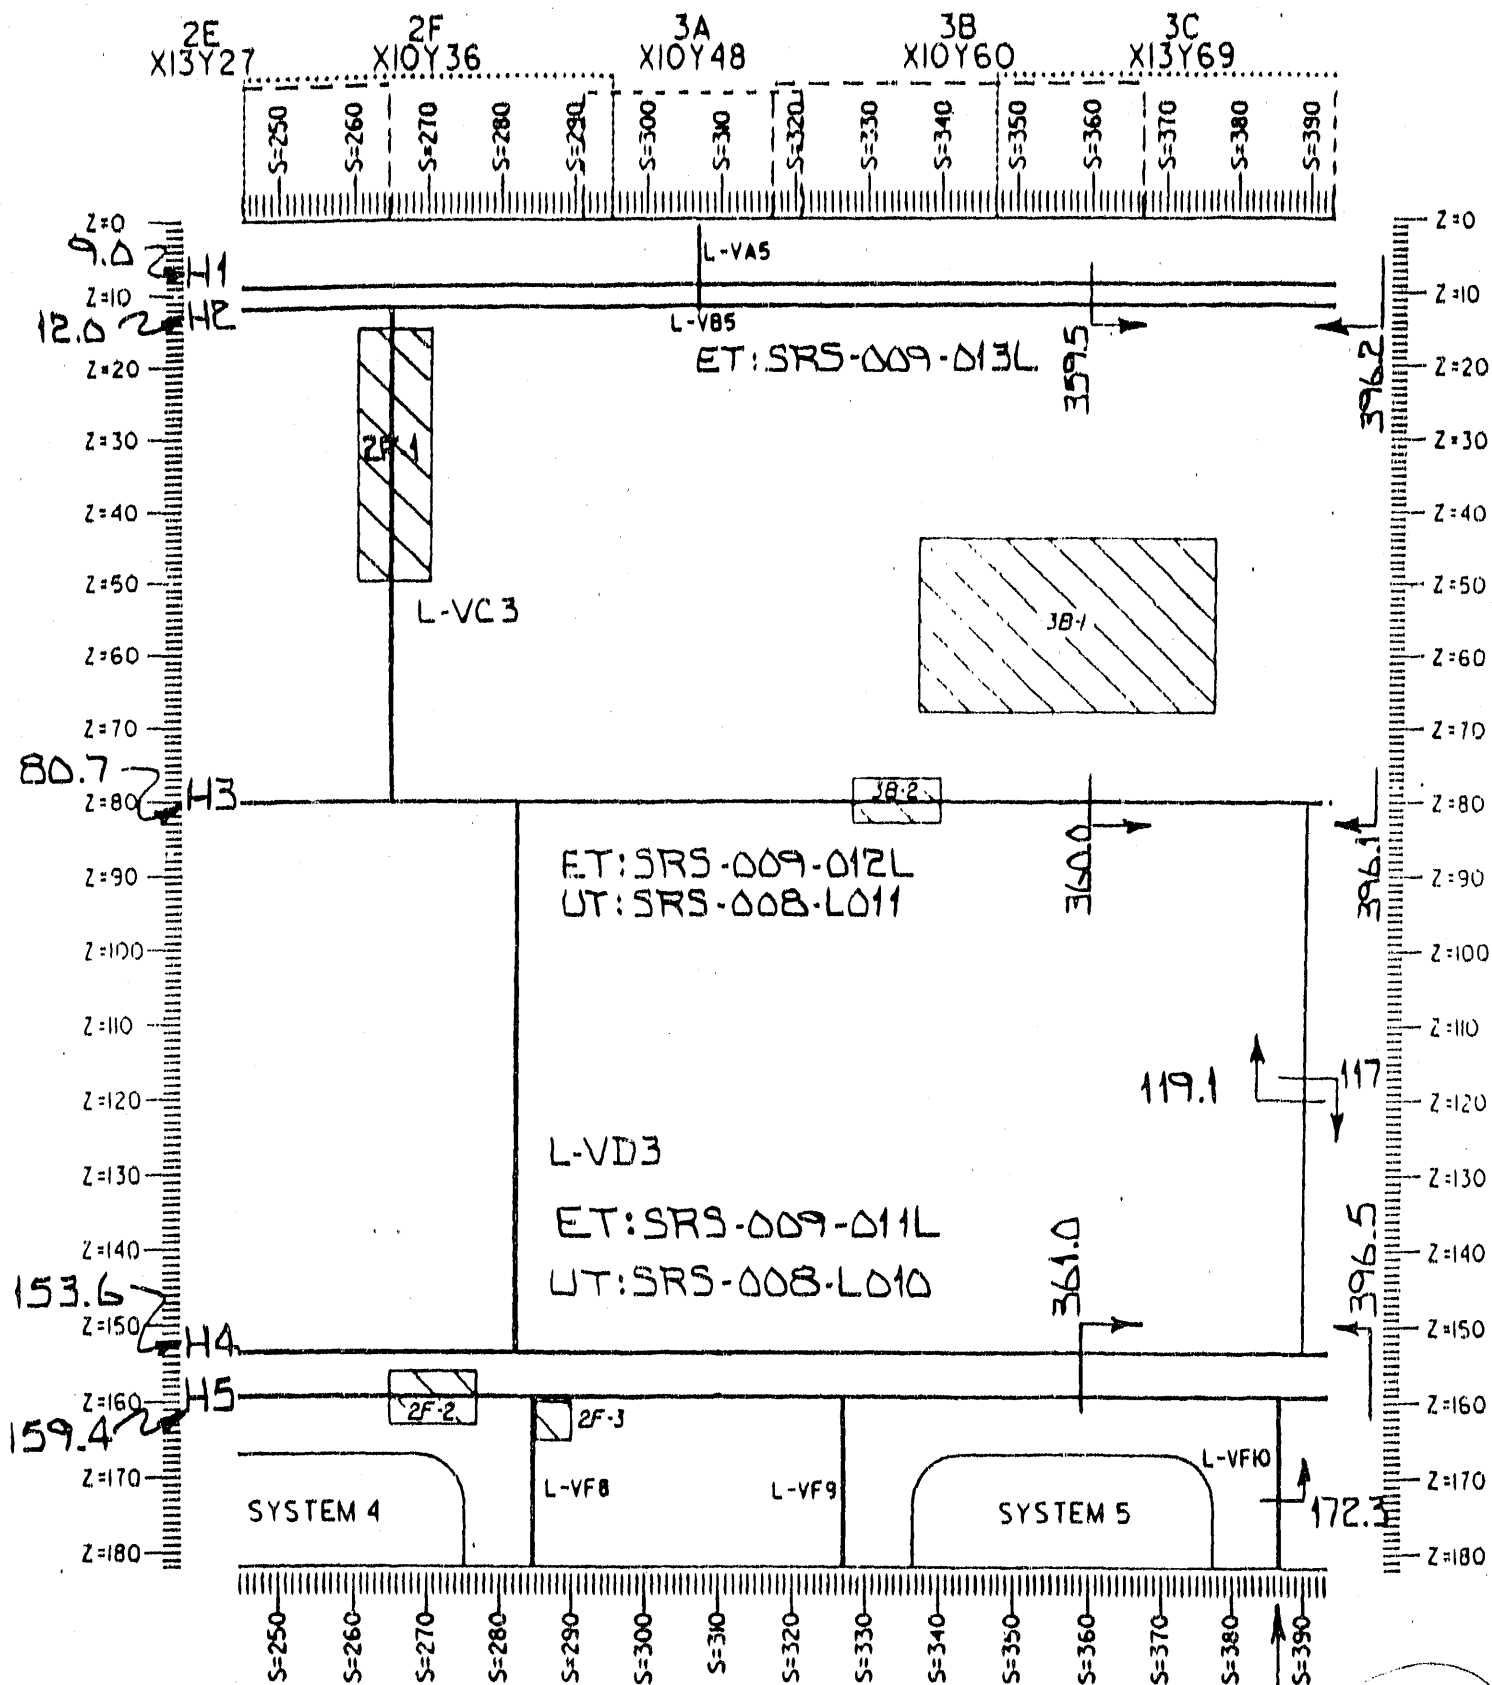 2E 2F 3A 3B 3C
X13Y27 X10Y36 X10Y48 X10Y60 X13Y69
S=250 S=260 S=270 S=280 S=290 S=300 S=310 S=320 S=330 S=340 S=350 S=360 S=370 S=380 S=390
Z=0 Z=0
9.0 H1 L-VA5
Z=10 Z=10
12.0 H2 L-VB5
ET:SRS-009-013L 359.5 396.2
Z=20 Z=20
Z=30 Z=30
Z=40 Z=40
Z=50 Z=50
L-VC3 3B-1
Z=60 Z=60
Z=70 Z=70
80.7 H3 3B-2
Z=80 Z=80
ET:SRS-009-012L 360.0 396.1
Z=90 Z=90
UT:SRS-008-L011
Z=100 Z=100
Z=110 Z=110
119.1 117
Z=120 Z=120
L-VD3
Z=130 Z=130
ET:SRS-009-011L
Z=140 361.0 396.5 Z=140
UT:SRS-008-L010
153.6
Z=150 Z=150
H4
H5
Z=160 2F-2 2F-3 Z=160
159.4
Z=170 L-VF8 L-VF9 L-VF10 Z=170
SYSTEM 4 SYSTEM 5 172.3
Z=180 Z=180
S=250 S=260 S=270 S=280 S=290 S=300 S=310 S=320 S=330 S=340 S=350 S=360 S=370 S=380 S=390